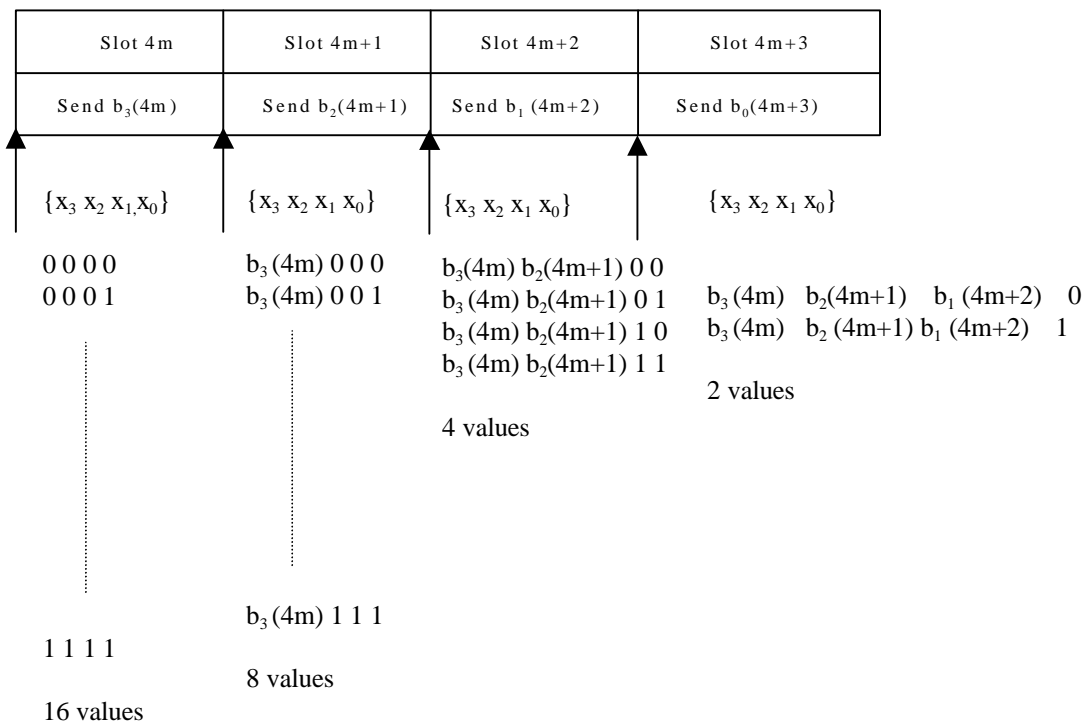 Slot 4m Slot 4m+1 Slot 4m+2 Slot 4m+3
Send b₃(4m) Send b₂(4m+1) Send b₁ (4m+2) Send b₀(4m+3)
{x₃ x₂ x₁,x₀} {x₃ x₂ x₁ x₀} {x₃ x₂ x₁ x₀} {x₃ x₂ x₁ x₀}
0 0 0 0 b₃ (4m) 0 0 0 b₃(4m) b₂(4m+1) 0 0
0 0 0 1 b₃ (4m) 0 0 1 b₃ (4m) b₂(4m+1) 0 1 b₃ (4m) b₂(4m+1) b₁ (4m+2) 0
b₃ (4m) b₂(4m+1) 1 0 b₃ (4m) b₂ (4m+1) b₁ (4m+2) 1
b₃ (4m) b₂(4m+1) 1 1
2 values
4 values
b₃ (4m) 1 1 1
1 1 1 1
8 values
16 values